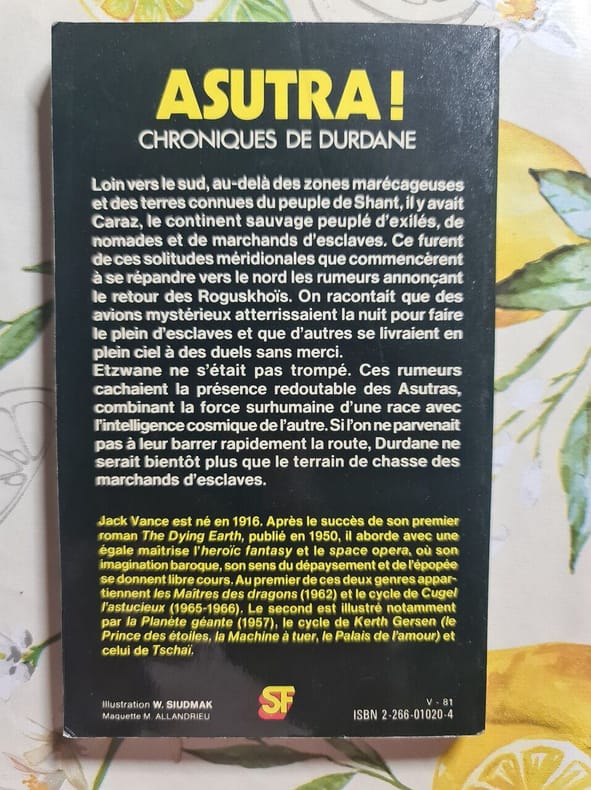 ASUTRA!
CHRONIQUES DE DURDANE
Loin vers le sud, au-delà des zones marécageuses
et des terres connues du peuple de Shant, il y avait
Caraz, le continent sauvage peuplé d'exilés, de
nomades et de marchands d'esclaves. Ce furent
de ces solitudes méridionales que commencèrent
à se répandre vers le nord les rumeurs annonçant
le retour des Roguskhoïs. On racontait que des
avions mystérieux atterrissaient la nuit pour faire
le plein d'esclaves et que d'autres se livraient en
plein ciel à des duels sans merci.
Etzwane ne s'était pas trompé. Ces rumeurs
cachaient la présence redoutable des Asutras,
combinant la force surhumaine d'une race avec
l'intelligence cosmique de l'autre. Si l'on ne parvenait
pas à leur barrer rapidement la route, Durdane ne
serait bientôt plus que le terrain de chasse des
marchands d'esclaves.
Jack Vance est né en 1916. Après le succès de son premier
roman The Dying Earth, publié en 1950, il aborde avec une
égale maîtrise l'heroïc fantasy et le space opera, où son
imagination baroque, son sens du dépaysement et de l'épopée
se donnent libre cours. Au premier de ces deux genres appar-
tiennent les Maîtres des dragons (1962) et le cycle de Cugel
l'astucieux (1965-1966). Le second est illustré notamment
par la Planète géante (1957), le cycle de Kerth Gersen (le
Prince des étoiles, la Machine à tuer, le Palais de l'amour) et
celui de Tschaï.
Illustration W. SIUDMAK
Maquette M. ALLANDRIEU
SF
V - 81
ISBN 2-266-01020-4